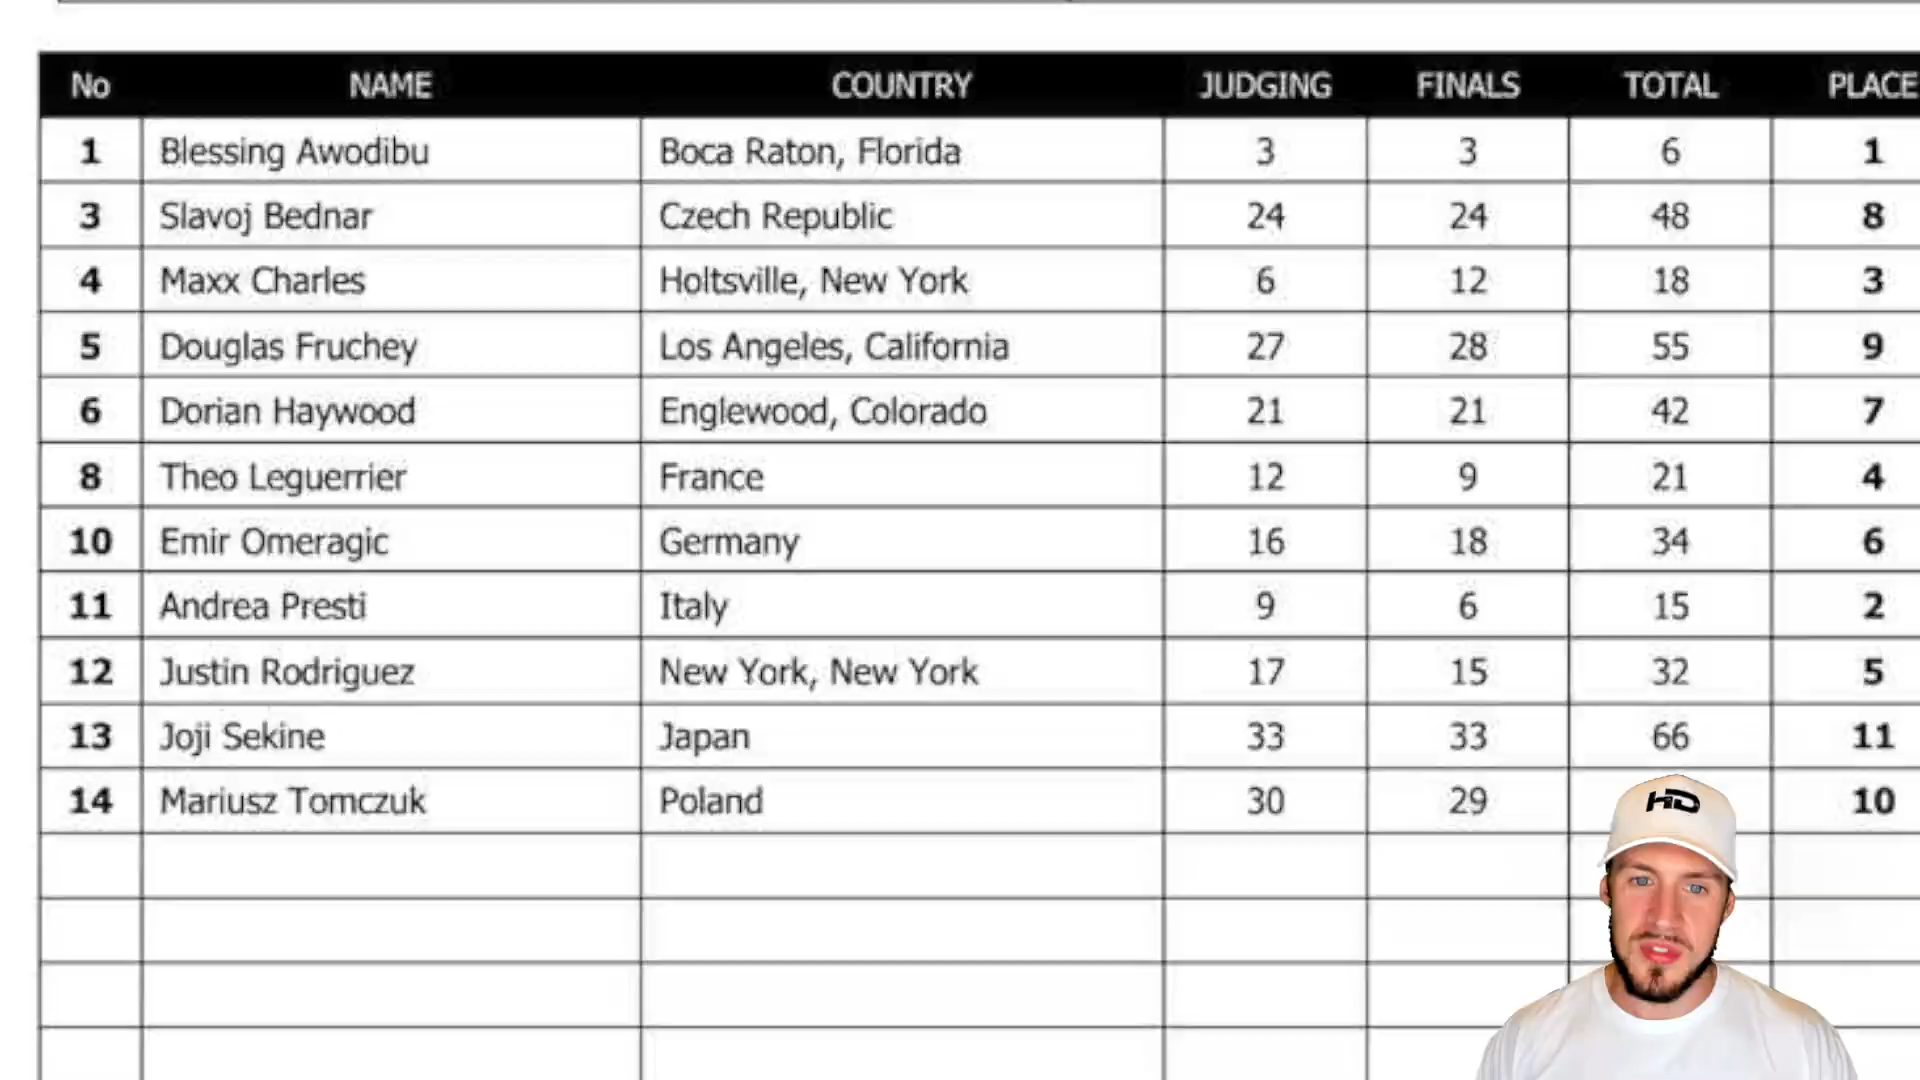 No NAME COUNTRY JUDGING FINALS TOTAL PLACE
1 Blessing Awodibu Boca Raton, Florida 3 3 6 1
3 Slavoj Bednar Czech Republic 24 24 48 8
4 Maxx Charles Holtsville, New York 6 12 18 3
5 Douglas Fruchey Los Angeles, California 27 28 55 9
6 Dorian Haywood Englewood, Colorado 21 21 42 7
8 Theo Leguerrier France 12 9 21 4
10 Emir Omeragic Germany 16 18 34 6
11 Andrea Presti Italy 9 6 15 2
12 Justin Rodriguez New York, New York 17 15 32 5
13 Joji Sekine Japan 33 33 66 11
14 Mariusz Tomczuk Poland 30 29 10
HD